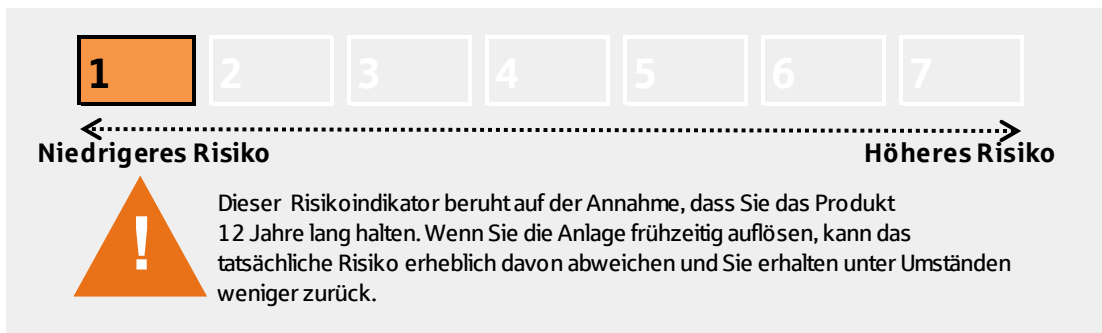 1 2 3 4 5 6 7
Niedrigeres Risiko Höheres Risiko
Dieser Risikoindikator beruht auf der Annahme, dass Sie das Produkt
! 12 Jahre lang halten. Wenn Sie die Anlage frühzeitig auflösen, kann das
tatsächliche Risiko erheblich davon abweichen und Sie erhalten unter Umständen
weniger zurück.